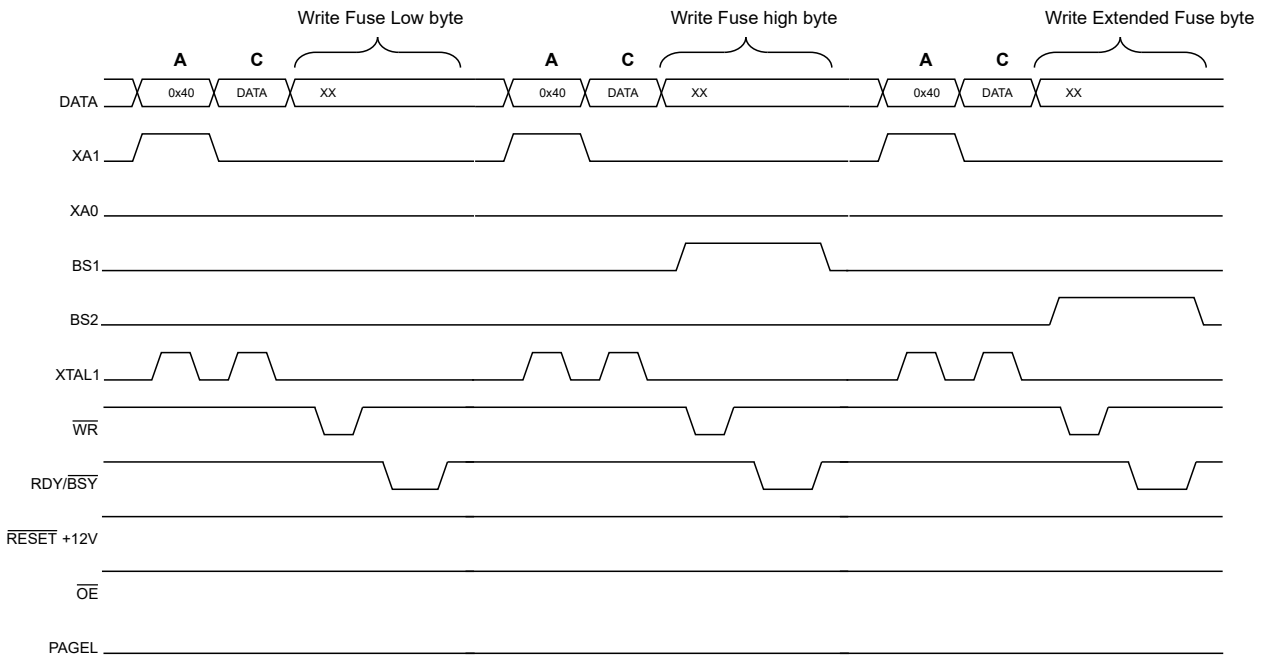 Write Fuse Low byte Write Fuse high byte Write Extended Fuse byte
A C A C A C
DATA 0x40 DATA XX 0x40 DATA XX 0x40 DATA XX
XA1
XA0
BS1
BS2
XTAL1
WR
RDY/BSY
RESET +12V
OE
PAGEL